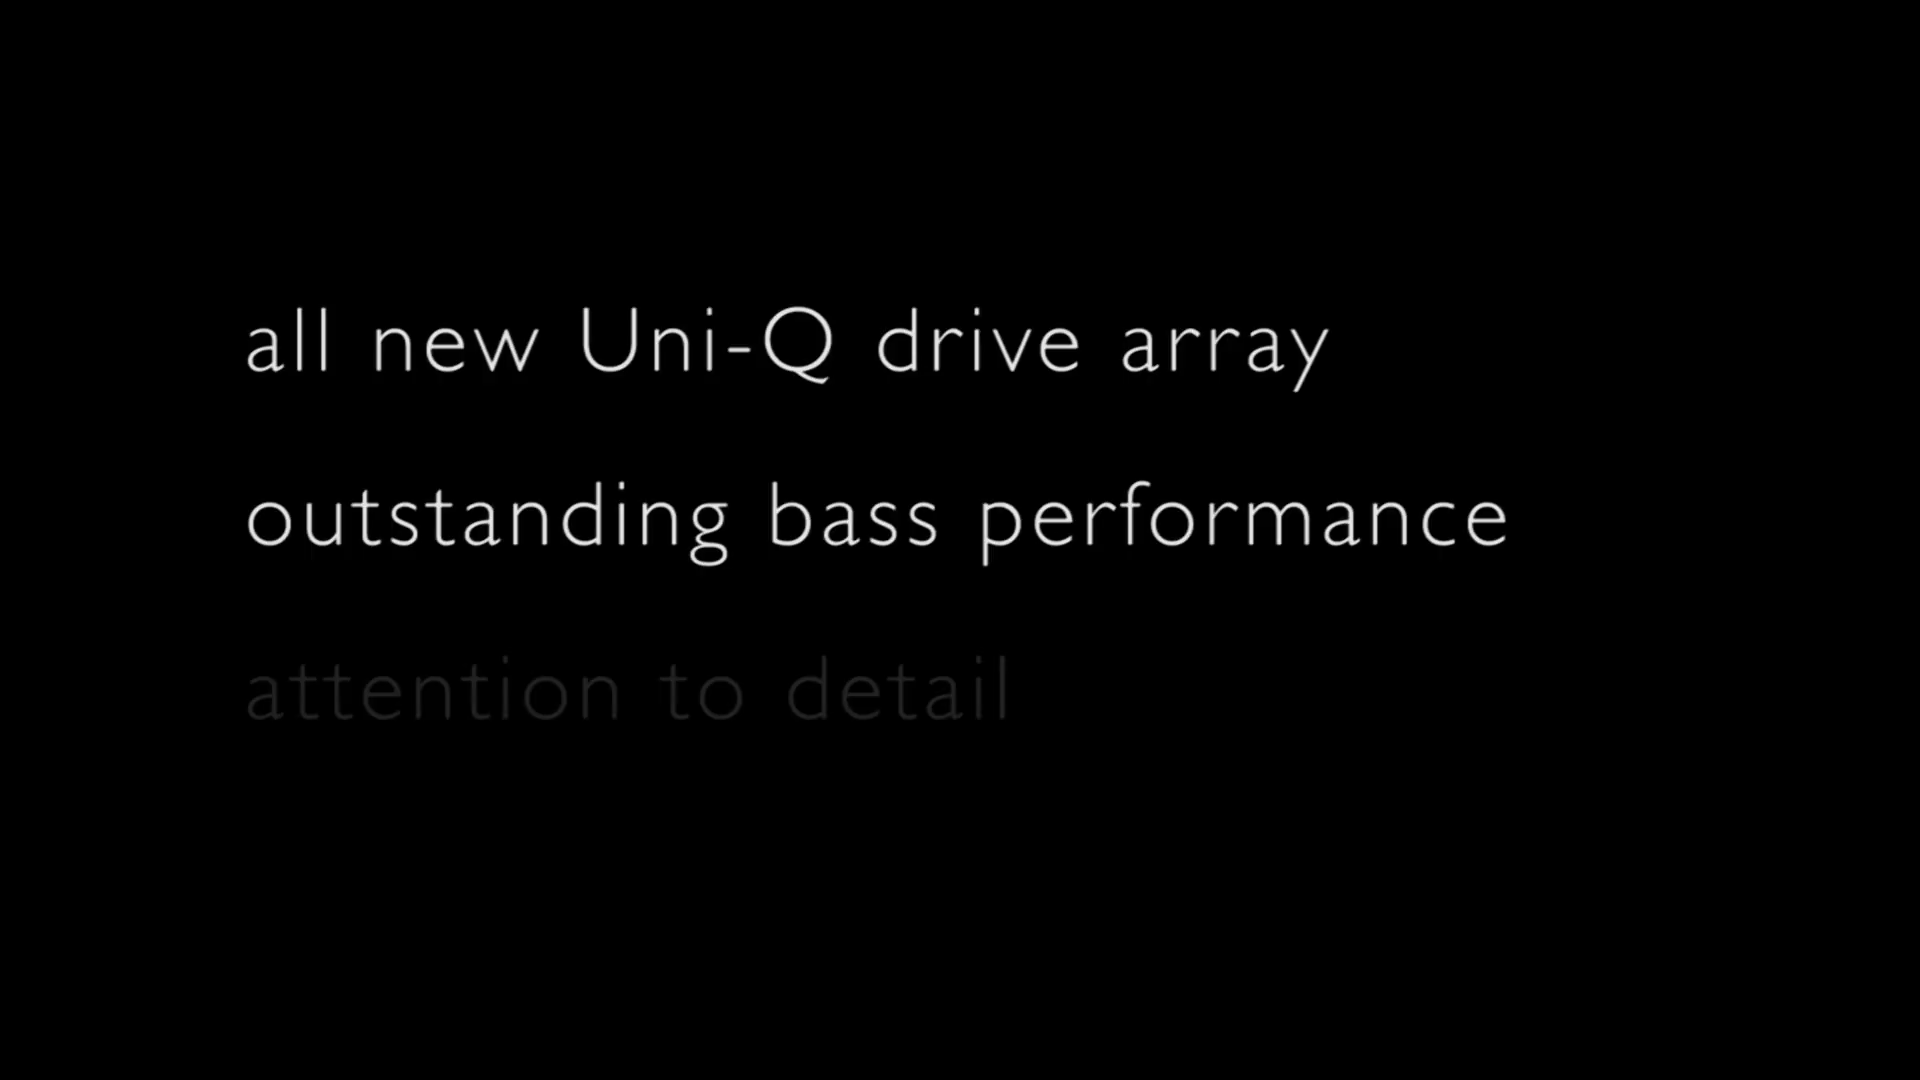 all new Uni-Q drive array
outstanding bass performance
attention to detail